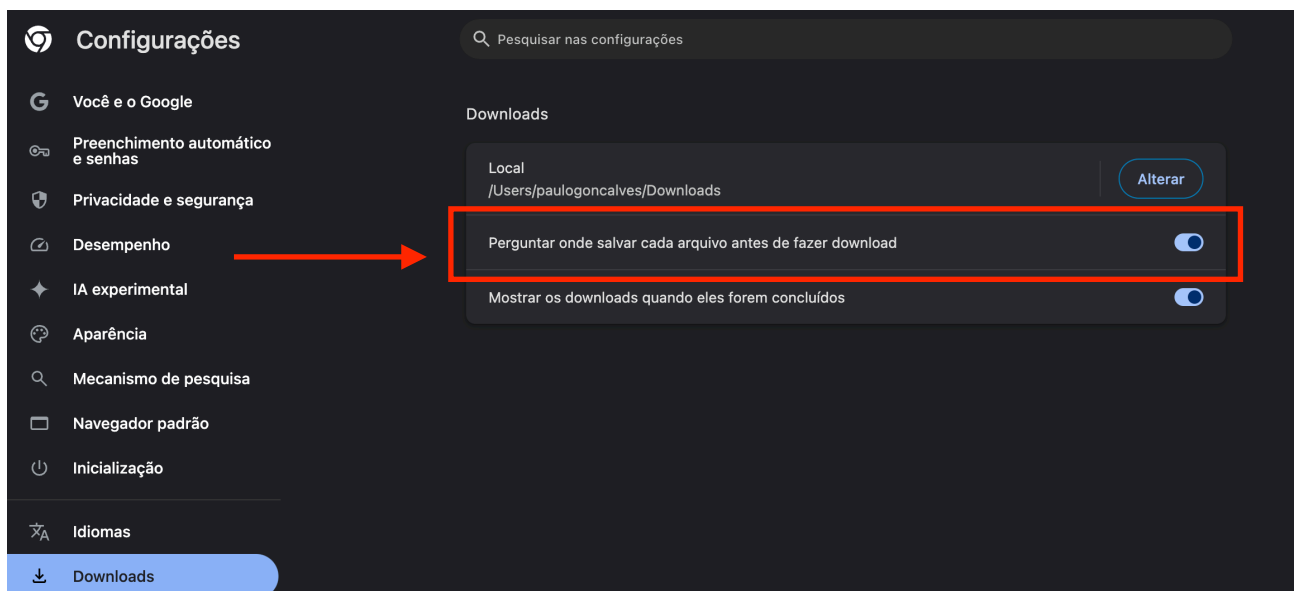 Configurações
Pesquisar nas configurações
Você e o Google
Preenchimento automático
e senhas
Privacidade e segurança
Desempenho
IA experimental
Aparência
Mecanismo de pesquisa
Navegador padrão
Inicialização
Idiomas
Downloads
Downloads
Local
/Users/paulogoncalves/Downloads
Alterar
Perguntar onde salvar cada arquivo antes de fazer download
Mostrar os downloads quando eles forem concluídos